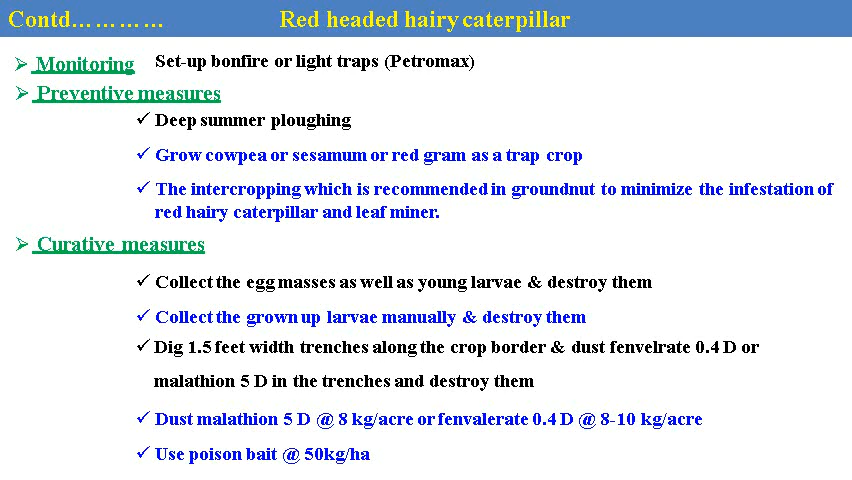 Contd………… Red headed hairy caterpillar
➢ Monitoring Set-up bonfire or light traps (Petromax)
➢ Preventive measures
✓ Deep summer ploughing
✓ Grow cowpea or sesamum or red gram as a trap crop
✓ The intercropping which is recommended in groundnut to minimize the infestation of
red hairy caterpillar and leaf miner.
➢ Curative measures
✓ Collect the egg masses as well as young larvae & destroy them
✓ Collect the grown up larvae manually & destroy them
✓ Dig 1.5 feet width trenches along the crop border & dust fenvelrate 0.4 D or
malathion 5 D in the trenches and destroy them
✓ Dust malathion 5 D @ 8 kg/acre or fenvalerate 0.4 D @ 8-10 kg/acre
✓ Use poison bait @ 50kg/ha